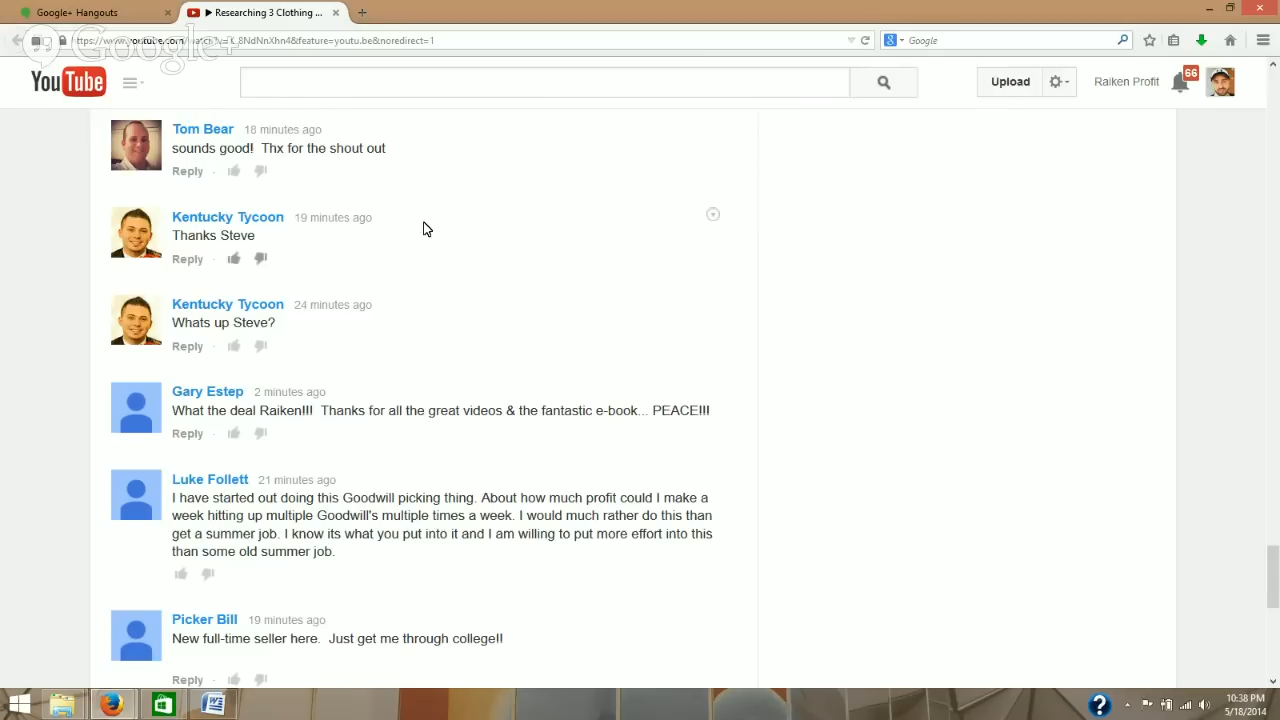 Google+ Hangouts
Researching 3 Clothing ...
Google+
8NdNnXhn4&feature=youtu.be&noredirect=1
Google
YouTube
Upload
Raiken Profit
66
Tom Bear 18 minutes ago
sounds good! Thx for the shout out
Reply
Kentucky Tycoon 19 minutes ago
Thanks Steve
Reply
Kentucky Tycoon 24 minutes ago
Whats up Steve?
Reply
Gary Estep 2 minutes ago
What the deal Raiken!!! Thanks for all the great videos & the fantastic e-book... PEACE!!!
Reply
Luke Follett 21 minutes ago
I have started out doing this Goodwill picking thing. About how much profit could I make a
week hitting up multiple Goodwill's multiple times a week. I would much rather do this than
get a summer job. I know its what you put into it and I am willing to put more effort into this
than some old summer job.
Picker Bill 19 minutes ago
New full-time seller here. Just get me through college!!
Reply
10:38 PM
5/18/2014